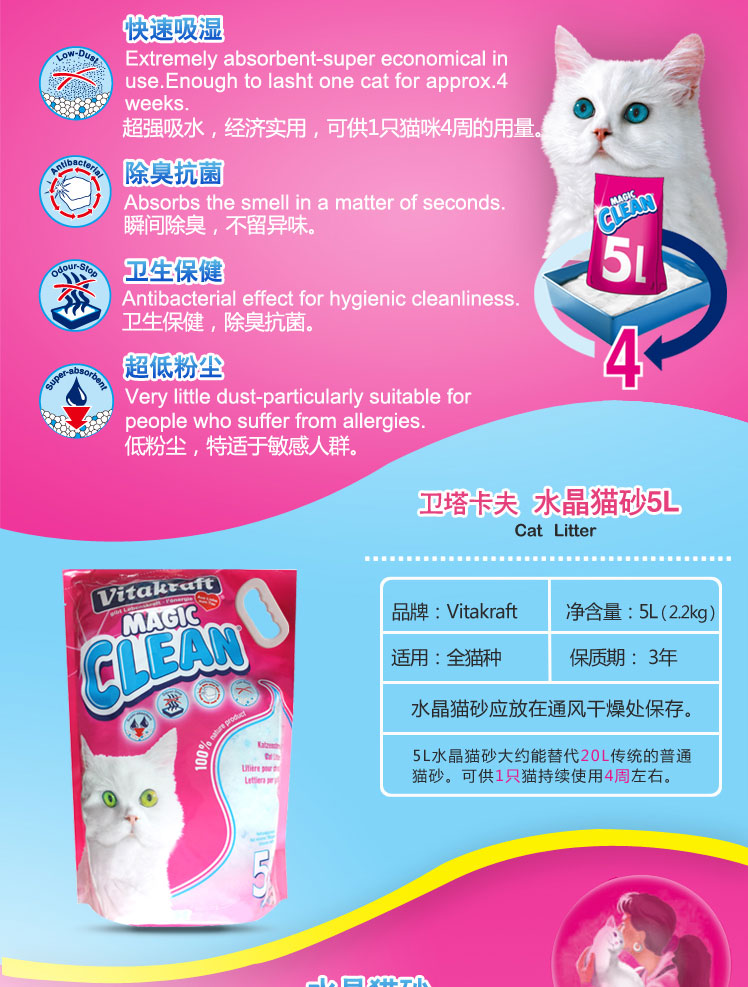 快速吸湿
Low-Dust
Extremely absorbent-super economical in
use.Enough to lasht one cat for approx.4
weeks.
超强吸水，经济实用，可供1只猫咪4周的用量。
除臭抗菌
Antibacterial
Absorbs the smell in a matter of seconds.
瞬间除臭，不留异味。
卫生保健
Odour-Stop
Antibacterial effect for hygienic cleanliness.
卫生保健，除臭抗菌。
超低粉尘
Super-absorbent
Very little dust-particularly suitable for
people who suffer from allergies.
低粉尘，特适于敏感人群。
MAGIC
CLEAN
5L
4
卫塔卡夫 水晶猫砂5L
Cat Litter
品牌：Vitakraft
净含量：5L(2.2kg)
适用：全猫种
保质期： 3年
水晶猫砂应放在通风干燥处保存。
5L水晶猫砂大约能替代20L传统的普通
猫砂。可供1只猫持续使用4周左右。
Vitakraft
MAGIC
CLEAN®
100% nature product
5
水晶猫砂